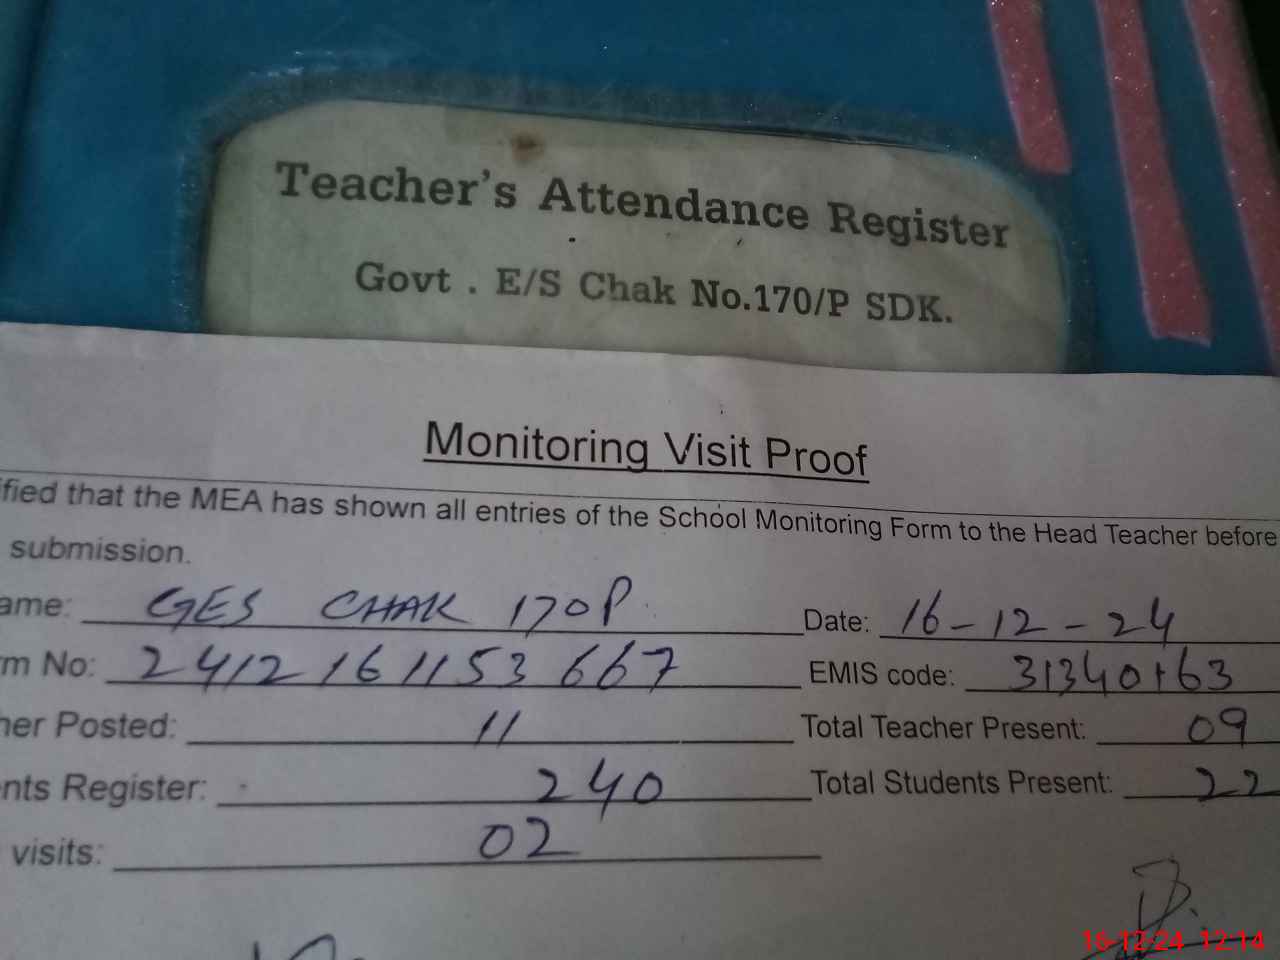 Teacher's Attendance Register
Govt . E/S Chak No.170/P SDK.
Monitoring Visit Proof
ified that the MEA has shown all entries of the School Monitoring Form to the Head Teacher before
submission.
ame: GES CHAK 170P Date: 16-12-24
rm No: 2412161153667 EMIS code: 31340163
her Posted: 11 Total Teacher Present: 09
nts Register: 240 Total Students Present: 22
visits: 02
16-12-24 12:14